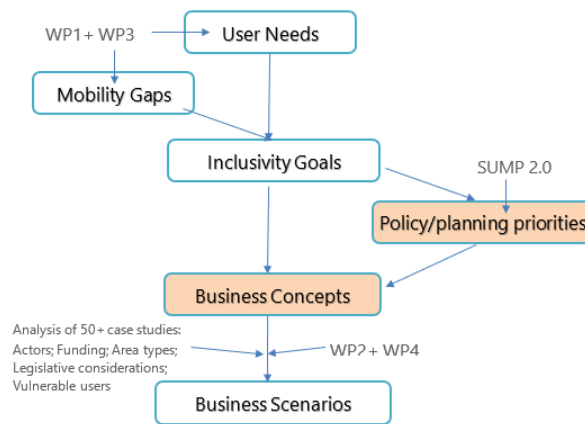 WP1 + WP3
User Needs
Mobility Gaps
Inclusivity Goals
SUMP 2.0
Policy/planning priorities
Business Concepts
Analysis of 50+ case studies:
Actors; Funding; Area types;
Legislative considerations;
Vulnerable users
WP2 + WP4
Business Scenarios